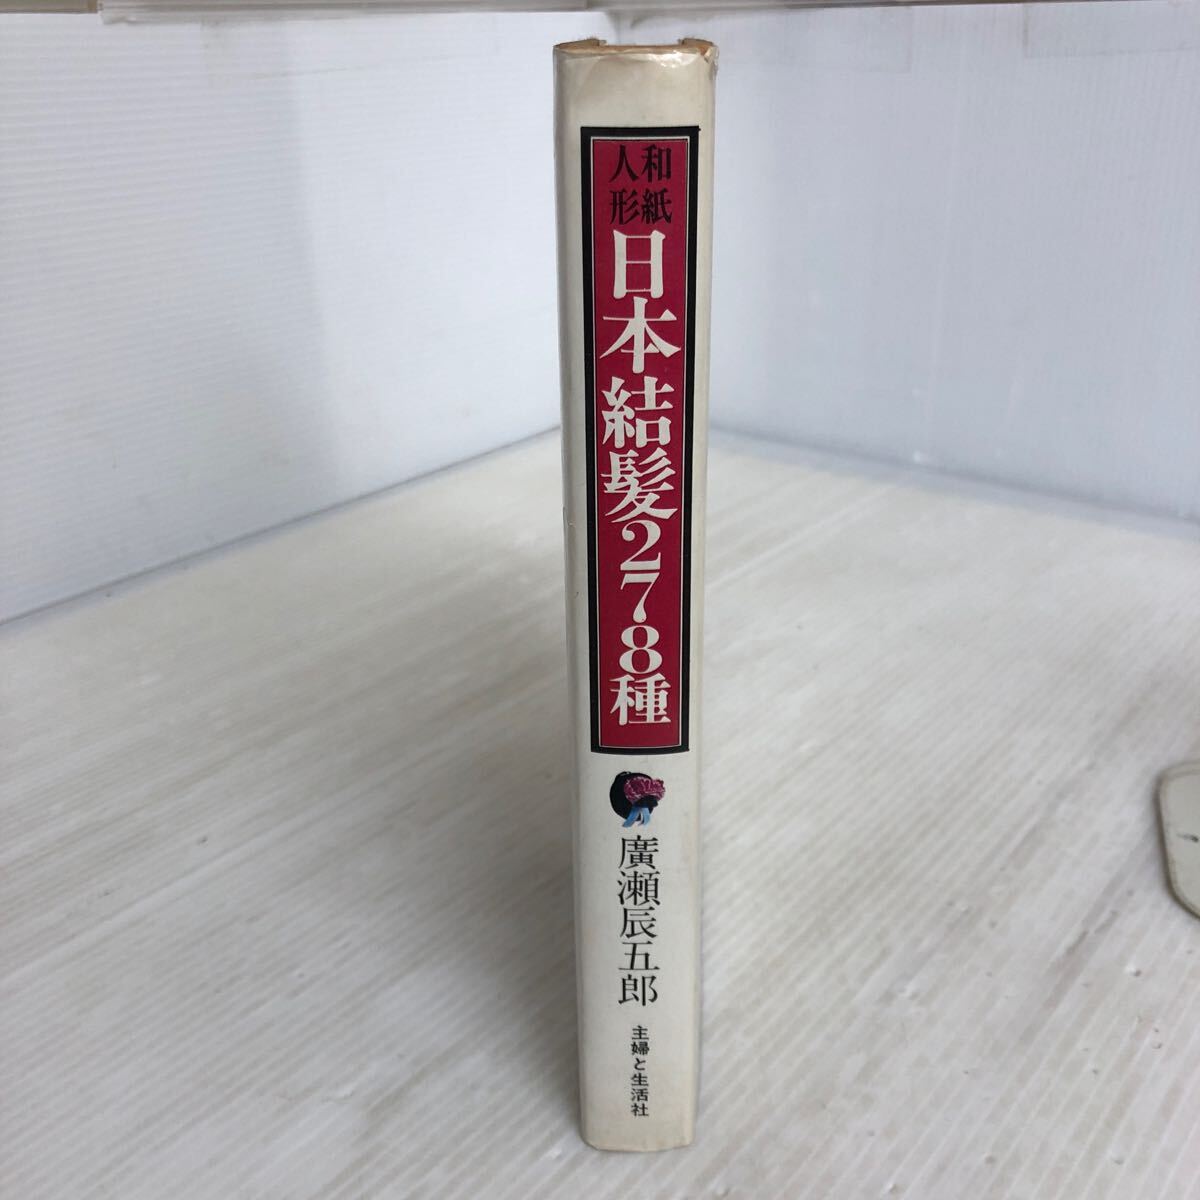 和紙
人形
日本結髪278種
廣瀬辰五郎
主婦と生活社